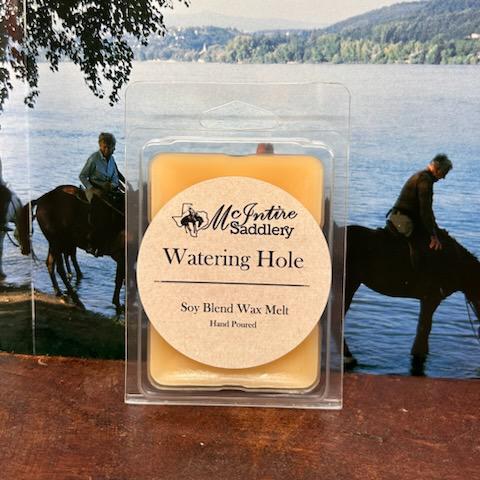 McIntire
Saddlery
Watering Hole
Soy Blend Wax Melt
Hand Poured